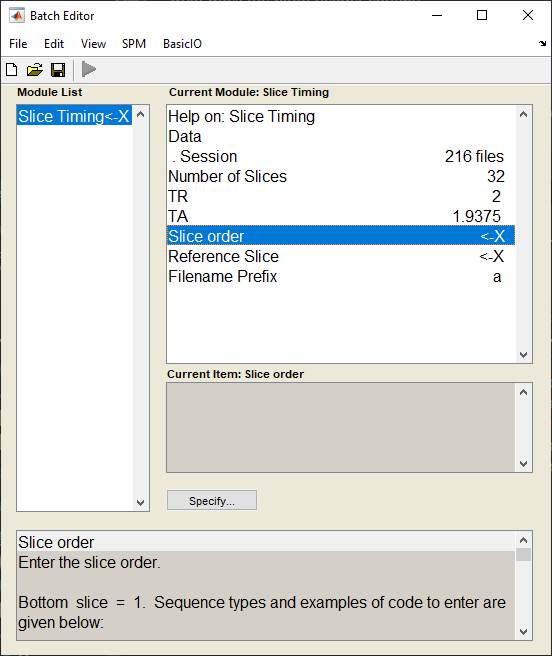 Batch Editor
File Edit View SPM BasicIO
Module List
Slice Timing<-X
Current Module: Slice Timing
Help on: Slice Timing
Data
. Session 216 files
Number of Slices 32
TR 2
TA 1.9375
Slice order <-X
Reference Slice <-X
Filename Prefix a
Current Item: Slice order
Specify...
Slice order
Enter the slice order.
Bottom slice = 1. Sequence types and examples of code to enter are
given below: